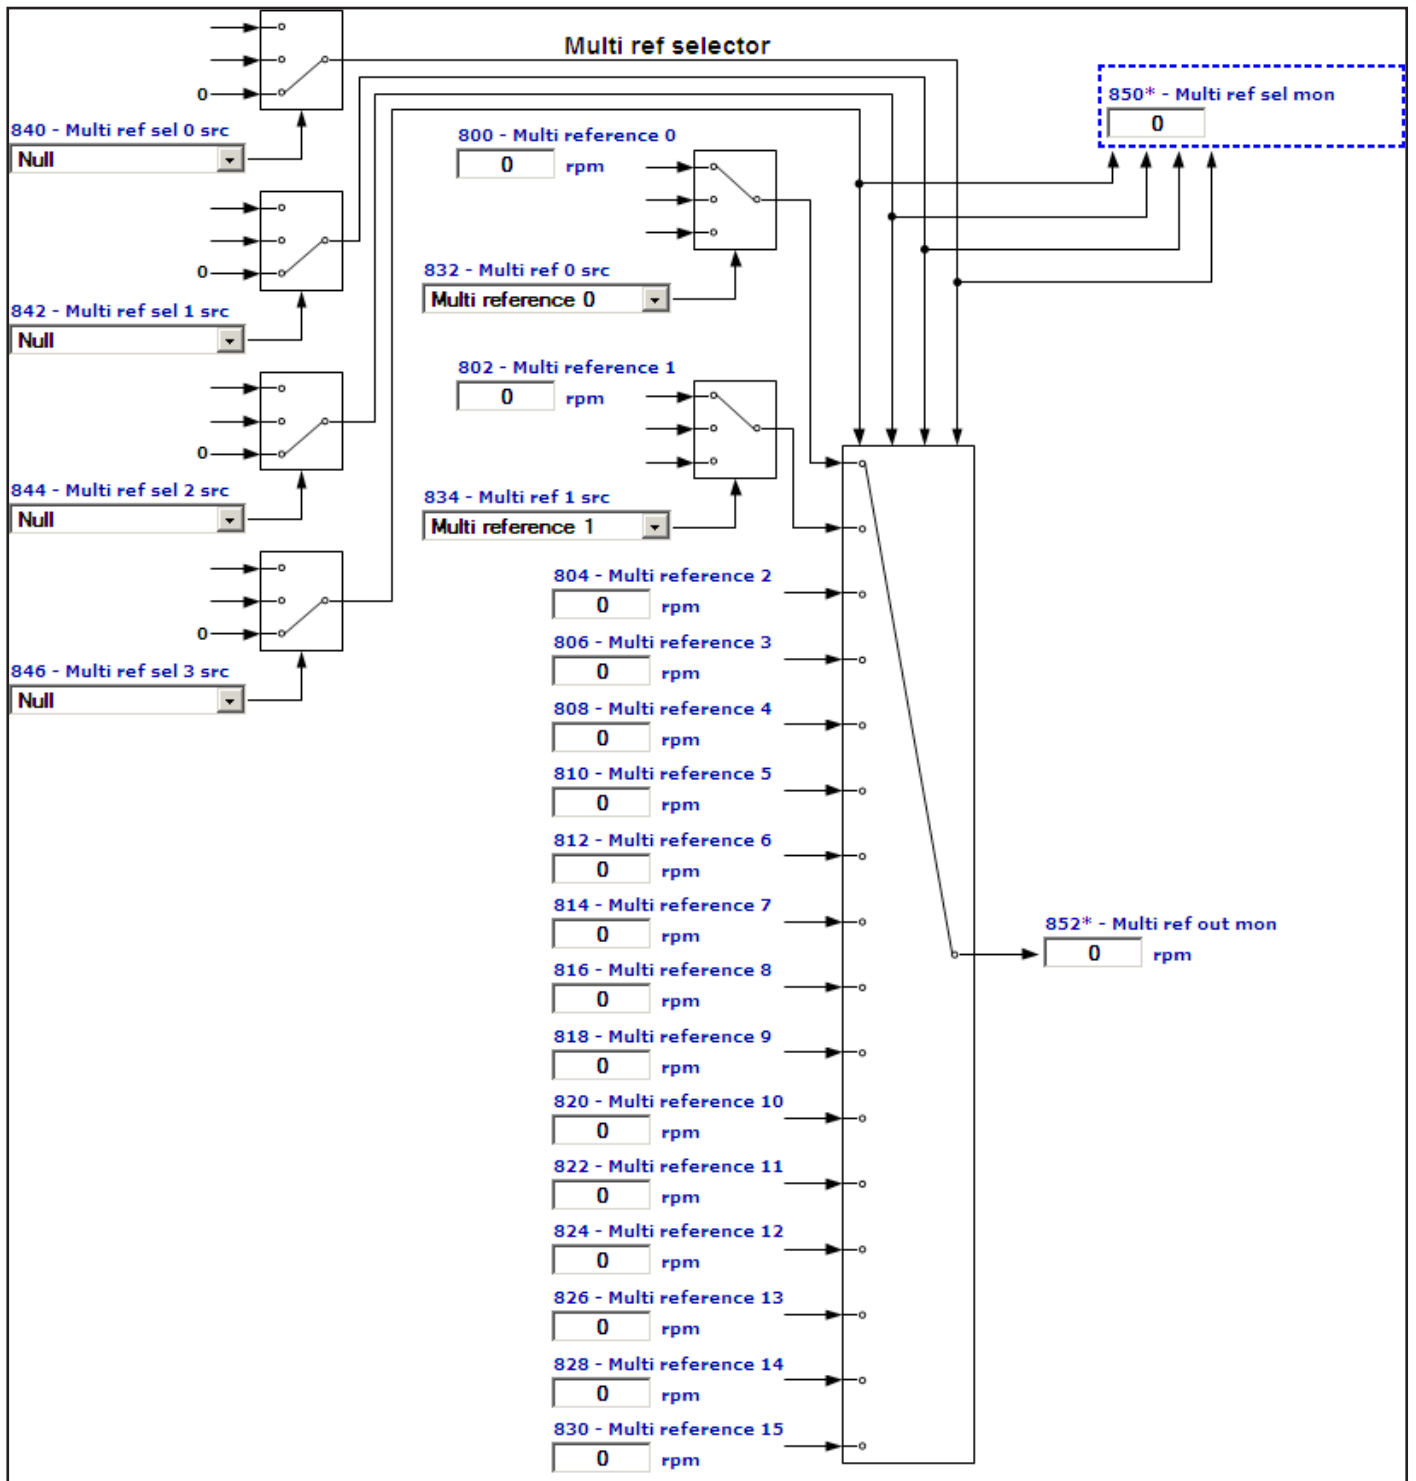 Multi ref selector
0
840 - Multi ref sel 0 src
Null
0
842 - Multi ref sel 1 src
Null
0
844 - Multi ref sel 2 src
Null
0
846 - Multi ref sel 3 src
Null
800 - Multi reference 0
0 rpm
832 - Multi ref 0 src
Multi reference 0
802 - Multi reference 1
0 rpm
834 - Multi ref 1 src
Multi reference 1
804 - Multi reference 2
0 rpm
806 - Multi reference 3
0 rpm
808 - Multi reference 4
0 rpm
810 - Multi reference 5
0 rpm
812 - Multi reference 6
0 rpm
814 - Multi reference 7
0 rpm
816 - Multi reference 8
0 rpm
818 - Multi reference 9
0 rpm
820 - Multi reference 10
0 rpm
822 - Multi reference 11
0 rpm
824 - Multi reference 12
0 rpm
826 - Multi reference 13
0 rpm
828 - Multi reference 14
0 rpm
830 - Multi reference 15
0 rpm
850* - Multi ref sel mon
0
852* - Multi ref out mon
0 rpm